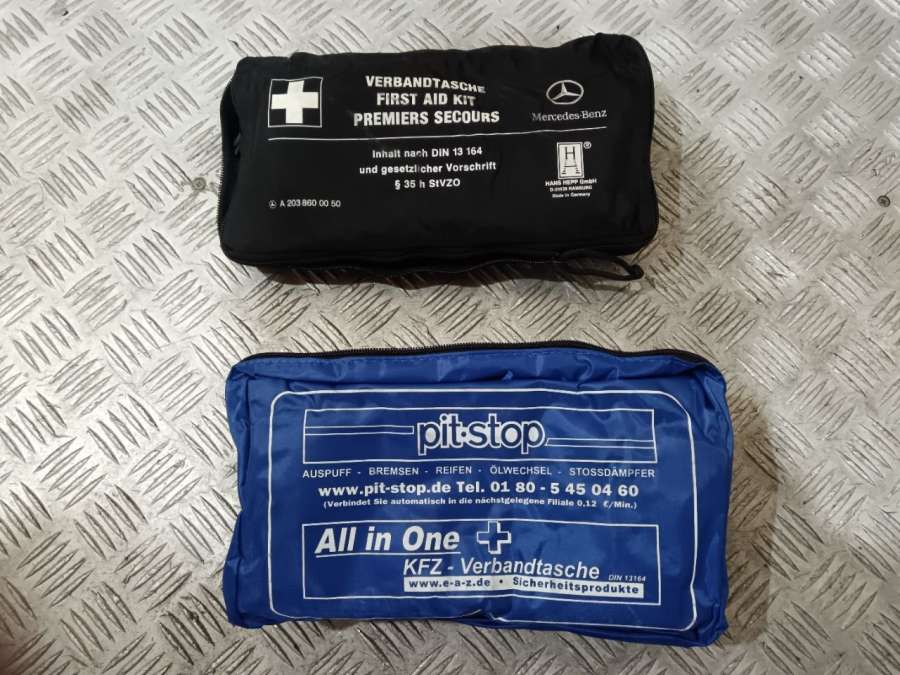 VERBANDTASCHE
FIRST AID KIT
PREMIERS SECOURS
Mercedes-Benz
Inhalt nach DIN 13 164
und gesetzlicher Vorschrift
§ 35 h StVZO
H
A
®
HANS HEPP GmbH
D-20539 HAMBURG
Made in Germany
A 203 860 00 50
pit·stop
AUSPUFF - BREMSEN - REIFEN - ÖLWECHSEL - STOSSDÄMPFER
www.pit-stop.de Tel. 01 80 - 5 45 04 60
(Verbindet Sie automatisch in die nächstgelegene Filiale 0,12 €/Min.)
All in One
KFZ - Verbandtasche DIN 13164
www.e-a-z.de • Sicherheitsprodukte